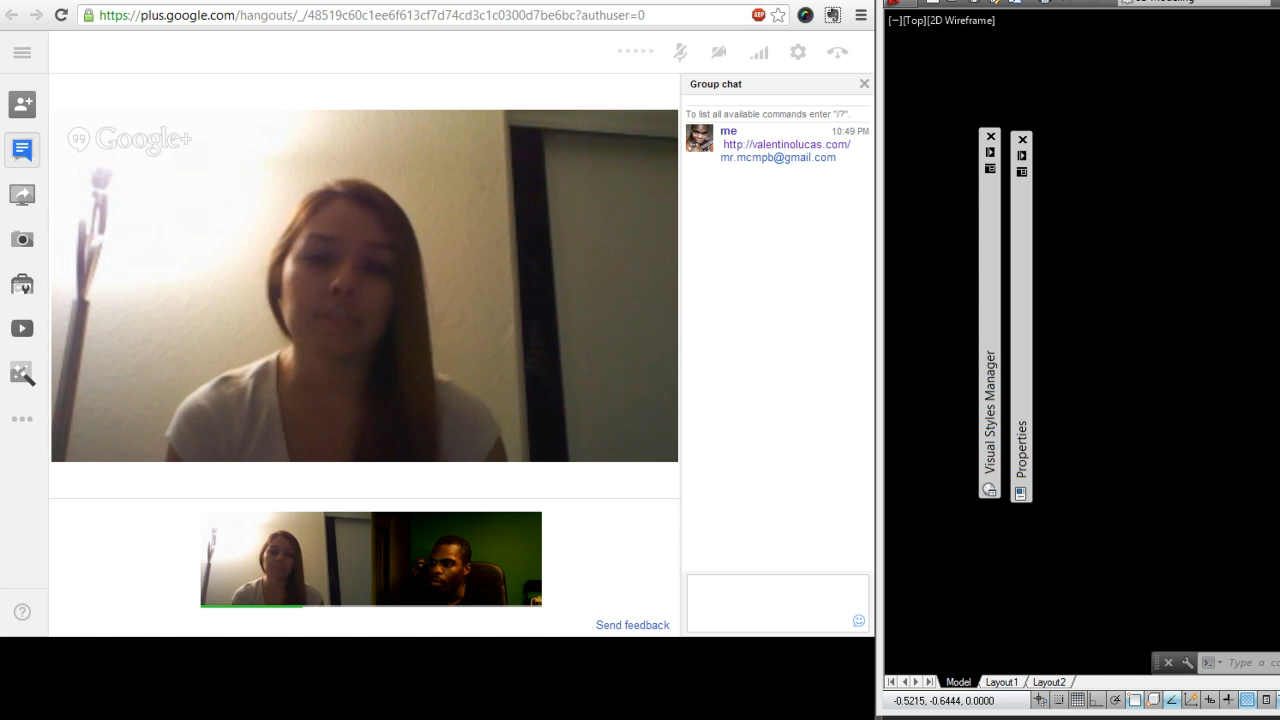 https://plus.google.com/hangouts/_/48519c60c1ee6f613cf7d74cd3c1c0300d7be6bc?authuser=0
ABP
Google+
Group chat
To list all available commands enter "/?".
me
10:49 PM
http://valentinolucas.com/
mr.mcmpb@gmail.com
Send feedback
[−][Top][2D Wireframe]
Visual Styles Manager
Properties
Model
Layout1
Layout2
-0.5215, -0.6444, 0.0000